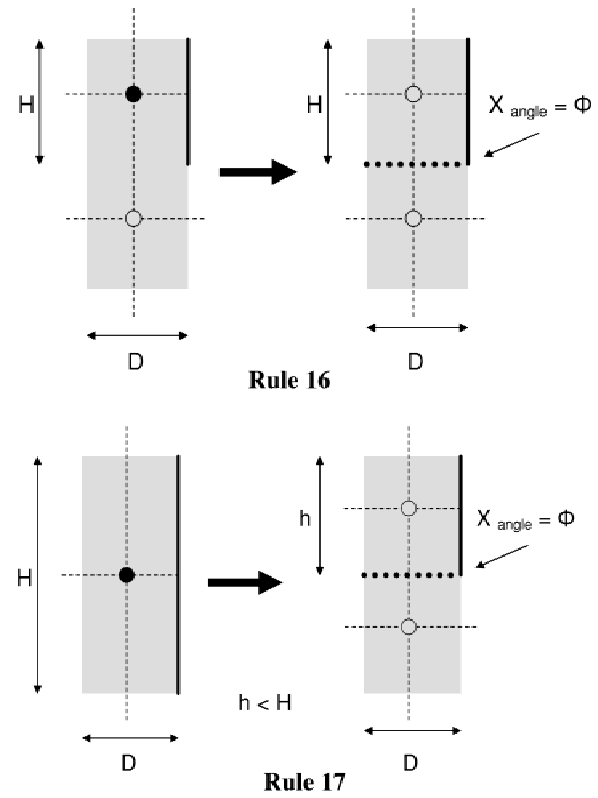 H
H
X angle = Φ
D
D
Rule 16
H
h
X angle = Φ
h < H
D
D
Rule 17